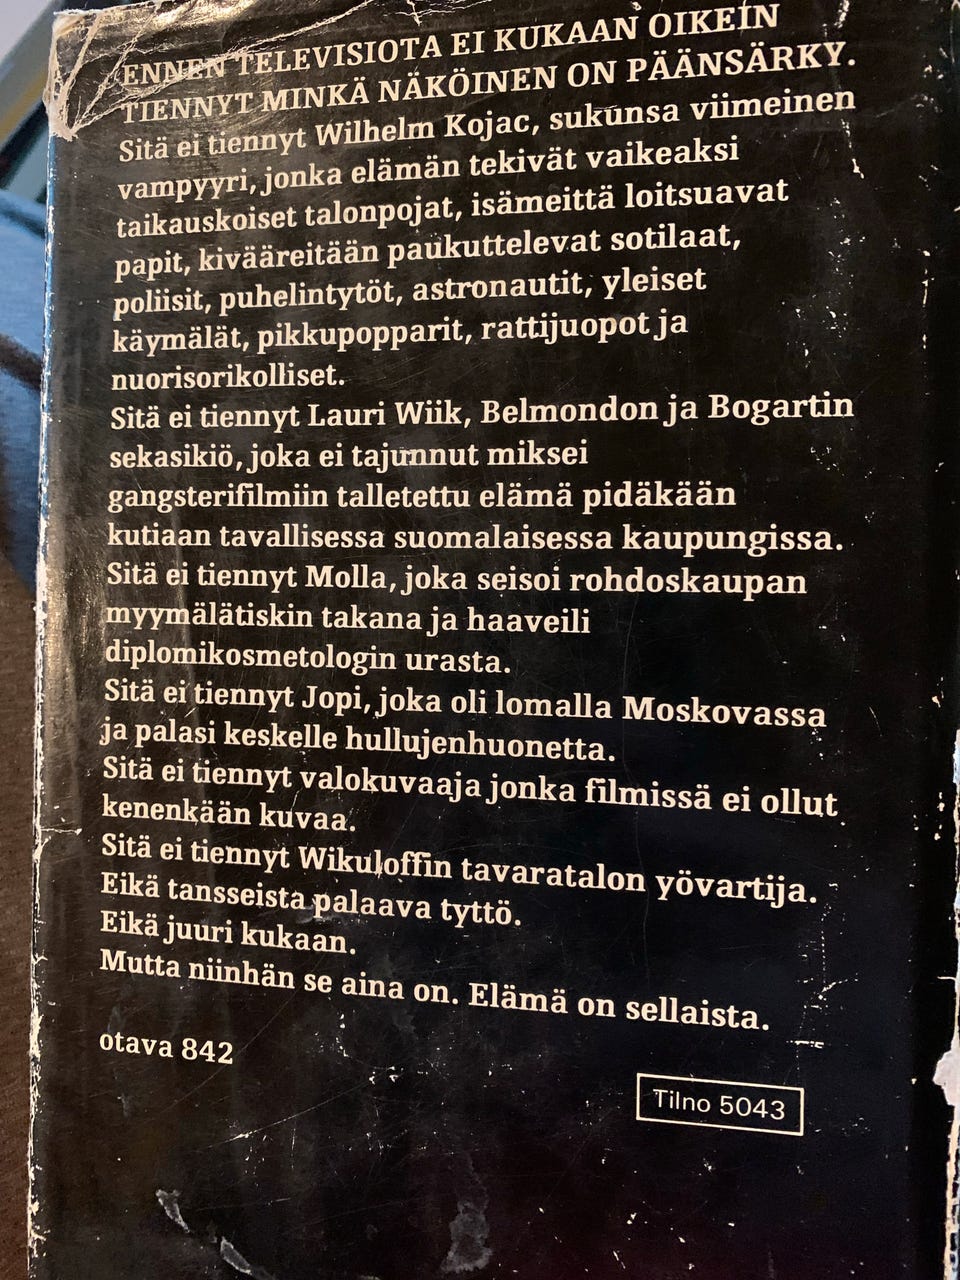 ENNEN TELEVISIOTA EI KUKAAN OIKEIN
TIENNYT MINKÄ NÄKÖINEN ON PÄÄNSÄRKY.
Sitä ei tiennyt Wilhelm Kojac, sukunsa viimeinen
vampyyri, jonka elämän tekivät vaikeaksi
taikauskoiset talonpojat, isämeittä loitsuavat
papit, kivääreitään paukuttelevat sotilaat,
poliisit, puhelintytöt, astronautit, yleiset
käymälät, pikkupopparit, rattijuopot ja
nuorisorikolliset.
Sitä ei tiennyt Lauri Wiik, Belmondon ja Bogartin
sekasikiö, joka ei tajunnut miksei
gangsterifilmiin talletettu elämä pidäkään
kutiaan tavallisessa suomalaisessa kaupungissa.
Sitä ei tiennyt Molla, joka seisoi rohdoskaupan
myymälätiskin takana ja haaveili
diplomikosmetologin urasta.
Sitä ei tiennyt Jopi, joka oli lomalla Moskovassa
ja palasi keskelle hullujenhuonetta.
Sitä ei tiennyt valokuvaaja jonka filmissä ei ollut
kenenkään kuvaa.
Sitä ei tiennyt Wikuloffin tavaratalon yövartija.
Eikä tansseista palaava tyttö.
Eikä juuri kukaan.
Mutta niinhän se aina on. Elämä on sellaista.
otava 842
Tilno 5043